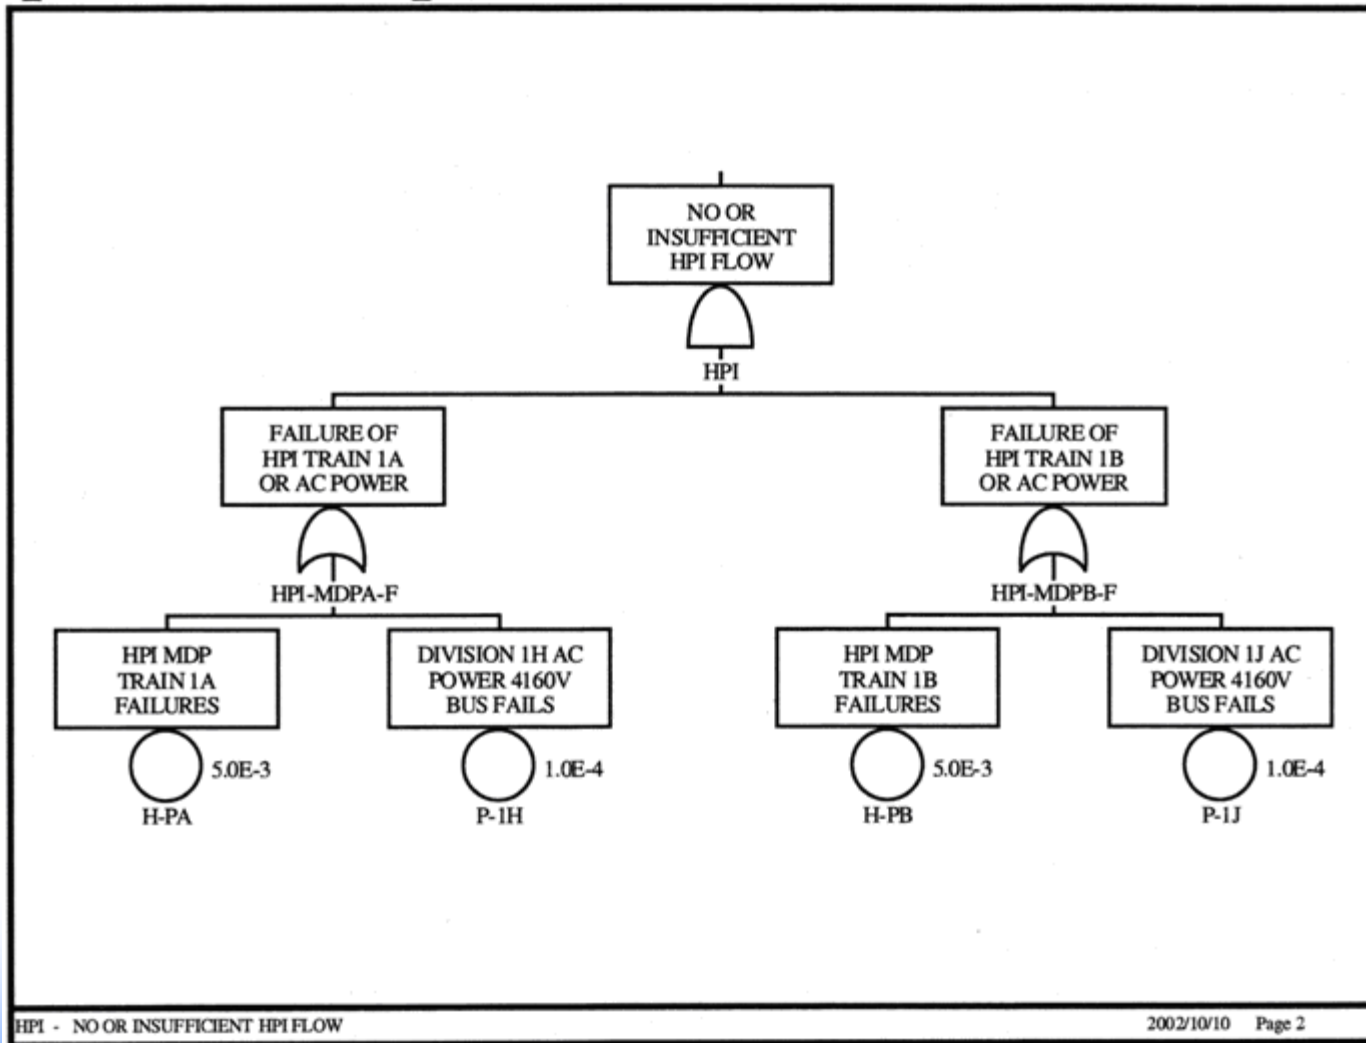 NO OR
INSUFFICIENT
HPI FLOW
HPI
FAILURE OF
HPI TRAIN 1A
OR AC POWER
FAILURE OF
HPI TRAIN 1B
OR AC POWER
HPI-MDPA-F
HPI-MDPB-F
HPI MDP
TRAIN 1A
FAILURES
DIVISION 1H AC
POWER 4160V
BUS FAILS
HPI MDP
TRAIN 1B
FAILURES
DIVISION 1J AC
POWER 4160V
BUS FAILS
5.0E-3
1.0E-4
5.0E-3
1.0E-4
H-PA
P-1H
H-PB
P-1J
HPI - NO OR INSUFFICIENT HPI FLOW
2002/10/10 Page 2